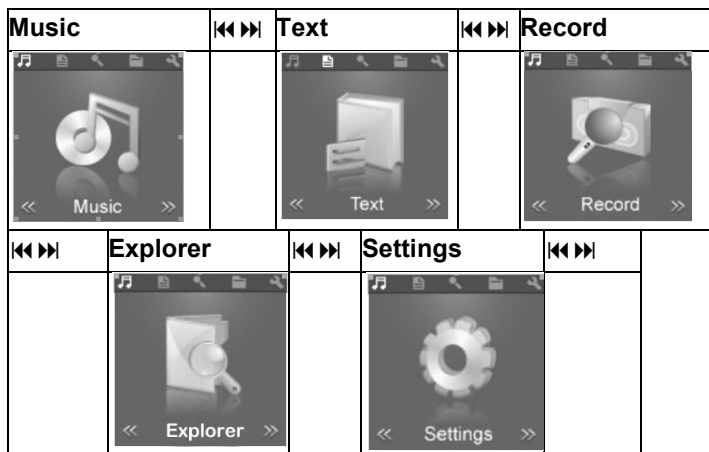 Music ⏮ ⏭ Text ⏮ ⏭ Record
« Music » « Text » « Record »
⏮ ⏭ Explorer ⏮ ⏭ Settings ⏮ ⏭
« Explorer » « Settings »